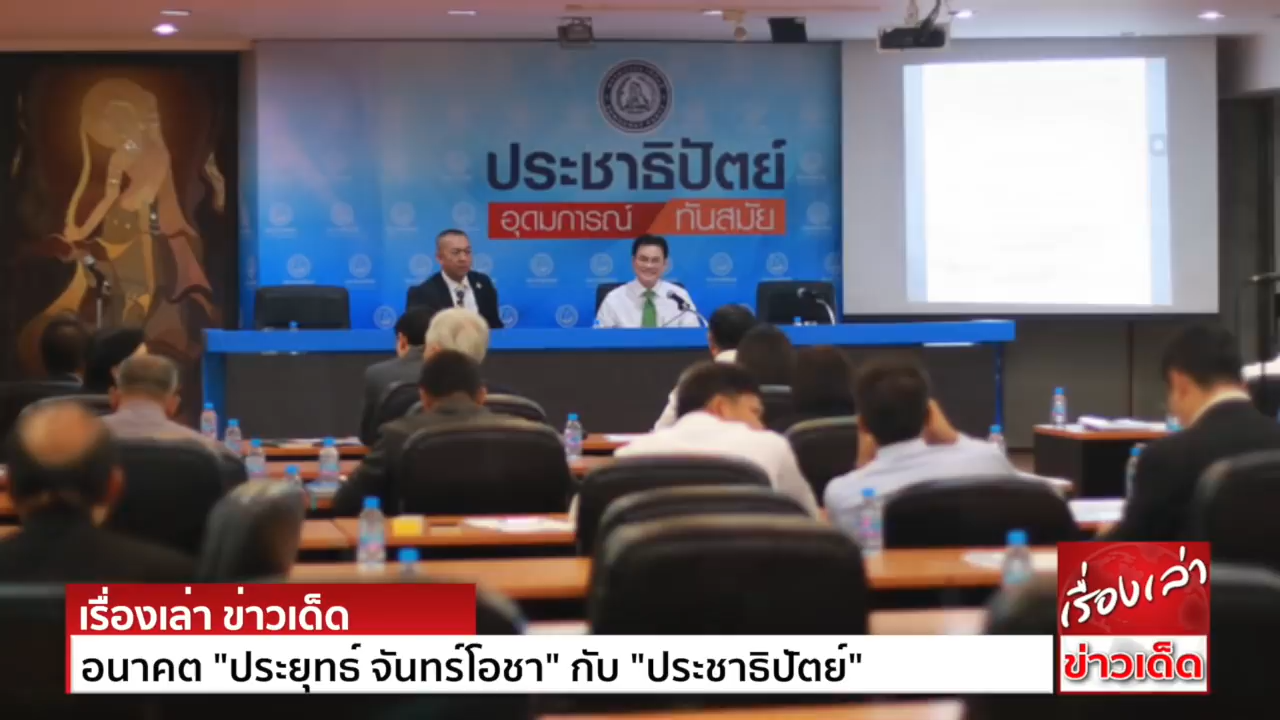 ประชาธิปัตย์
อุดมการณ์ ทันสมัย
เรื่องเล่า ข่าวเด็ด
อนาคต "ประยุทธ์ จันทร์โอชา" กับ "ประชาธิปัตย์"
เรื่องเล่า
ข่าวเด็ด